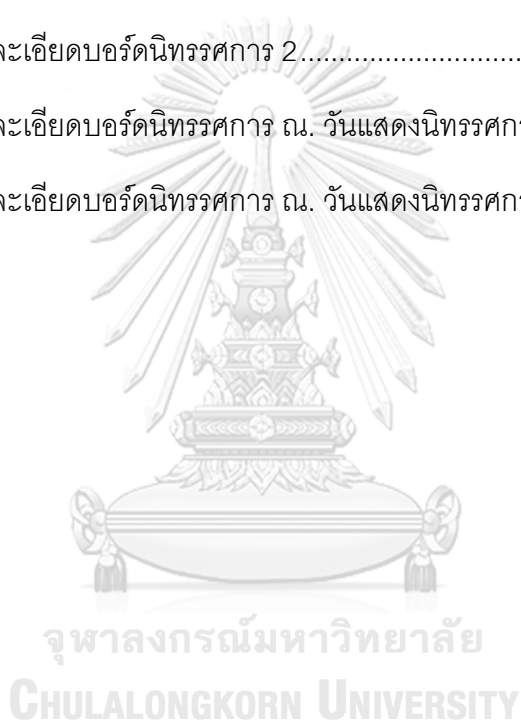 ละเอียดบอร์ดนิทรรศการ 2............................
ละเอียดบอร์ดนิทรรศการ ณ. วันแสดงนิทรรศกา
ละเอียดบอร์ดนิทรรศการ ณ. วันแสดงนิทรรศกา
จุฬาลงกรณ์มหาวิทยาลัย
CHULALONGKORN UNIVERSITY